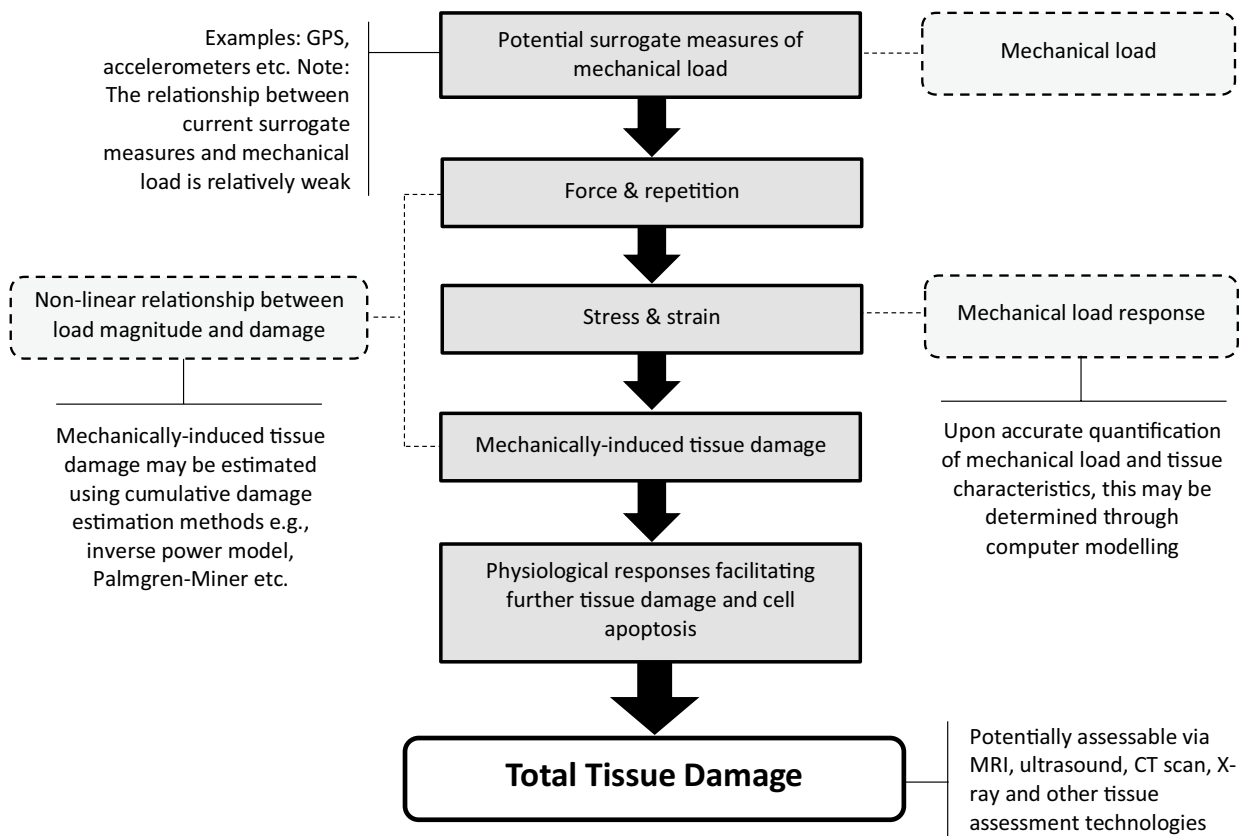 Examples: GPS,
accelerometers etc. Note:
The relationship between
current surrogate
measures and mechanical
load is relatively weak
Potential surrogate measures of
mechanical load
Mechanical load
Force & repetition
Non-linear relationship between
load magnitude and damage
Stress & strain
Mechanical load response
Mechanically-induced tissue
damage may be estimated
using cumulative damage
estimation methods e.g.,
inverse power model,
Palmgren-Miner etc.
Mechanically-induced tissue damage
Upon accurate quantification
of mechanical load and tissue
characteristics, this may be
determined through
computer modelling
Physiological responses facilitating
further tissue damage and cell
apoptosis
Total Tissue Damage
Potentially assessable via
MRI, ultrasound, CT scan, X-
ray and other tissue
assessment technologies